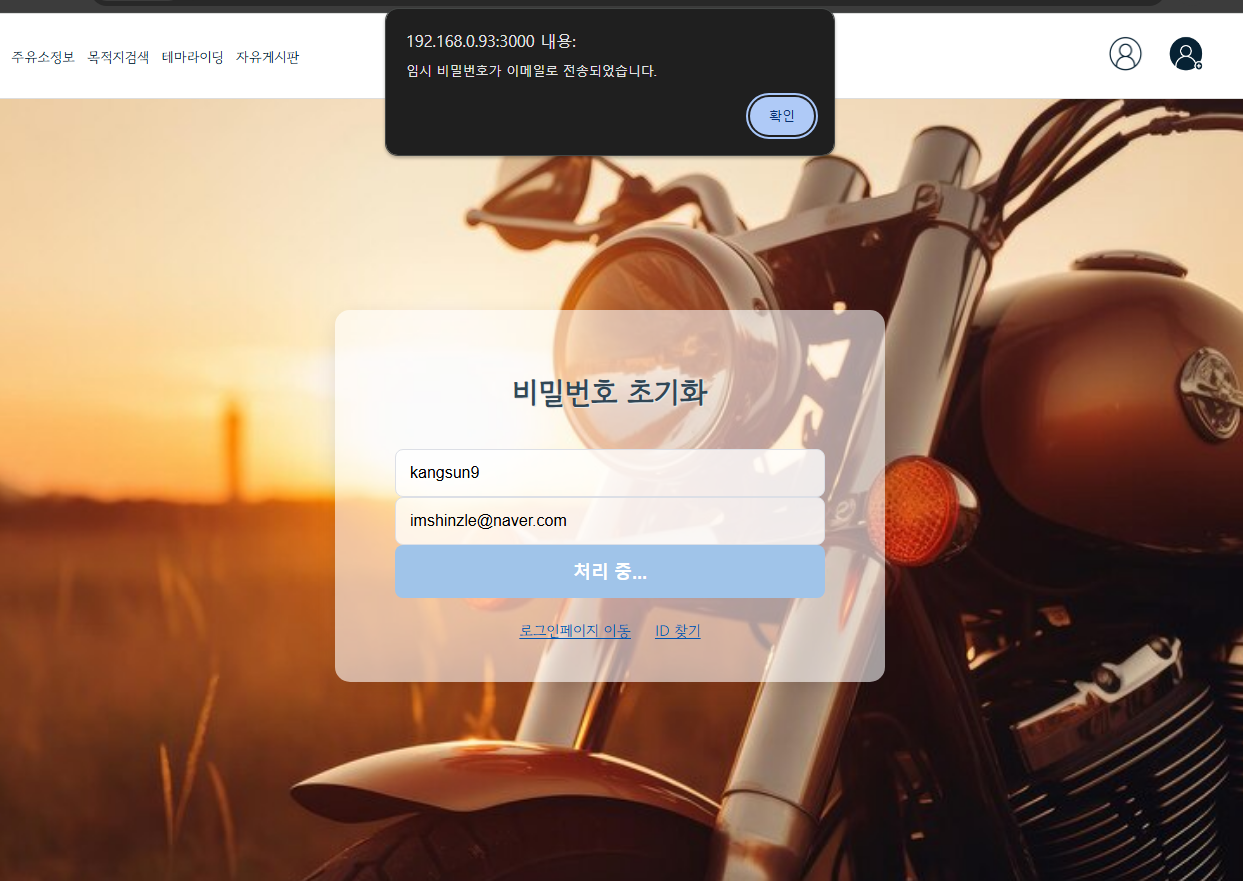 주유소정보 목적지검색 테마라이딩 자유게시판
192.168.0.93:3000 내용:
임시 비밀번호가 이메일로 전송되었습니다.
확인
비밀번호 초기화
kangsun9
imshinzle@naver.com
처리 중...
로그인페이지 이동 ID 찾기